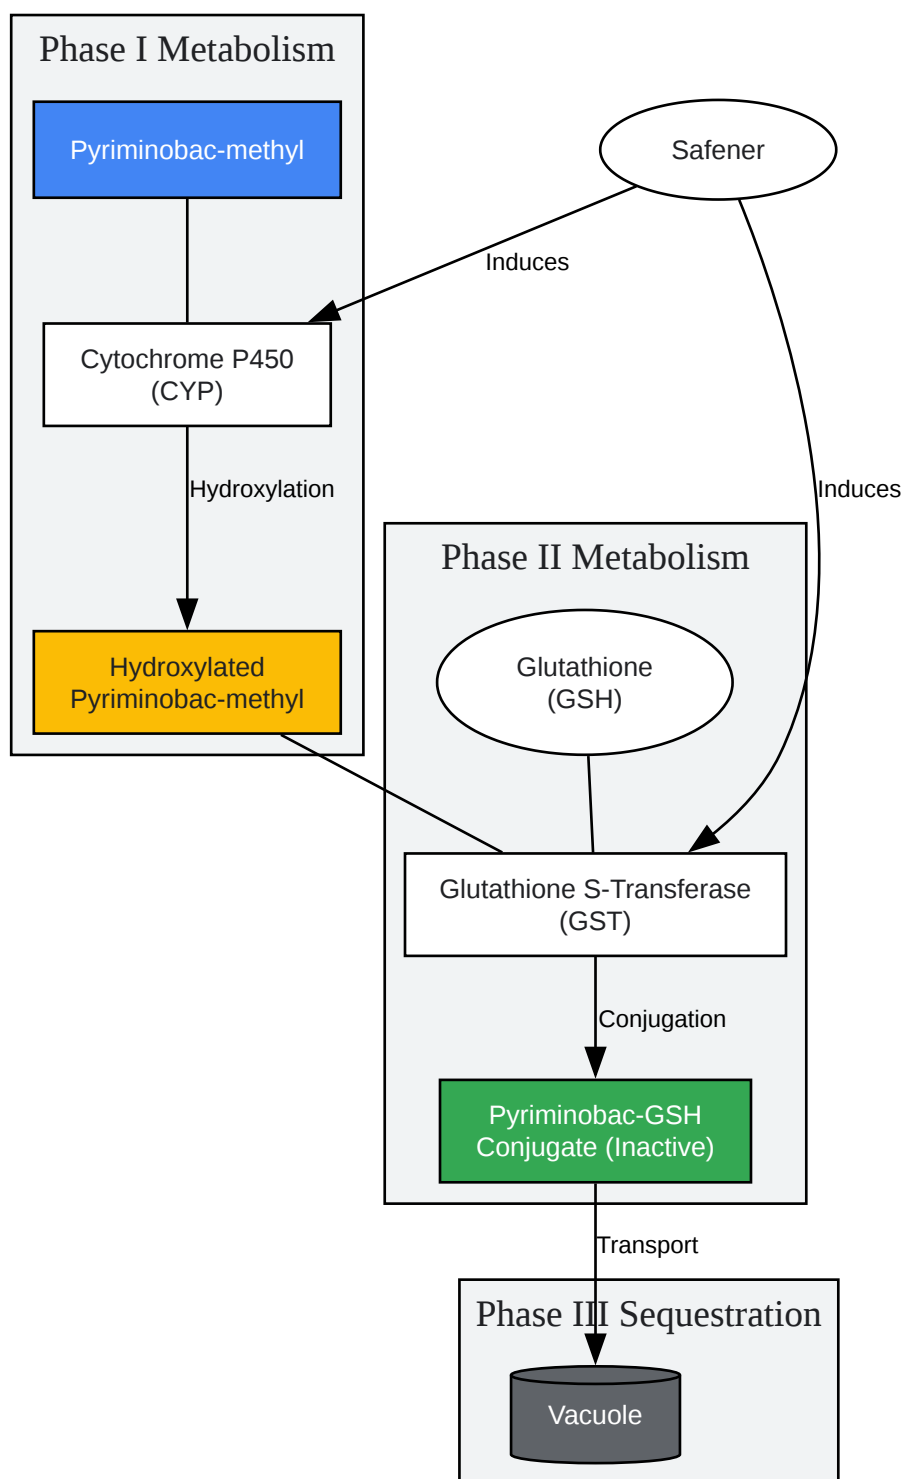 Phase I Metabolism
Pyriminobac-methyl
Safener
Induces
Cytochrome P450
(CYP)
Hydroxylation
Induces
Phase II Metabolism
Hydroxylated
Pyriminobac-methyl
Glutathione
(GSH)
Glutathione S-Transferase
(GST)
Conjugation
Pyriminobac-GSH
Conjugate (Inactive)
Transport
Phase III Sequestration
Vacuole